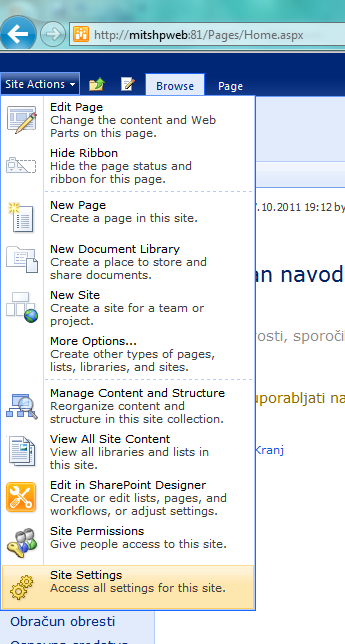 http://mitshpweb:81/Pages/Home.aspx
Site Actions
Browse
Page
Edit Page
Change the content and Web
Parts on this page.
Hide Ribbon
Hide the page status and
ribbon for this page.
New Page
Create a page in this site.
7.10.2011 19:12 by
New Document Library
Create a place to store and
share documents.
an navod
New Site
Create a site for a team or
project.
rosti, sporoči
More Options...
Create other types of pages,
lists, libraries, and sites.
Manage Content and Structure
Reorganize content and
structure in this site collection.
uporabljati na
View All Site Content
View all libraries and lists in
this site.
Kranj
Edit in SharePoint Designer
Create or edit lists, pages, and
workflows, or adjust settings.
Site Permissions
Give people access to this site.
Site Settings
Access all settings for this site.
Obračun obresti
Osnovna sredstva